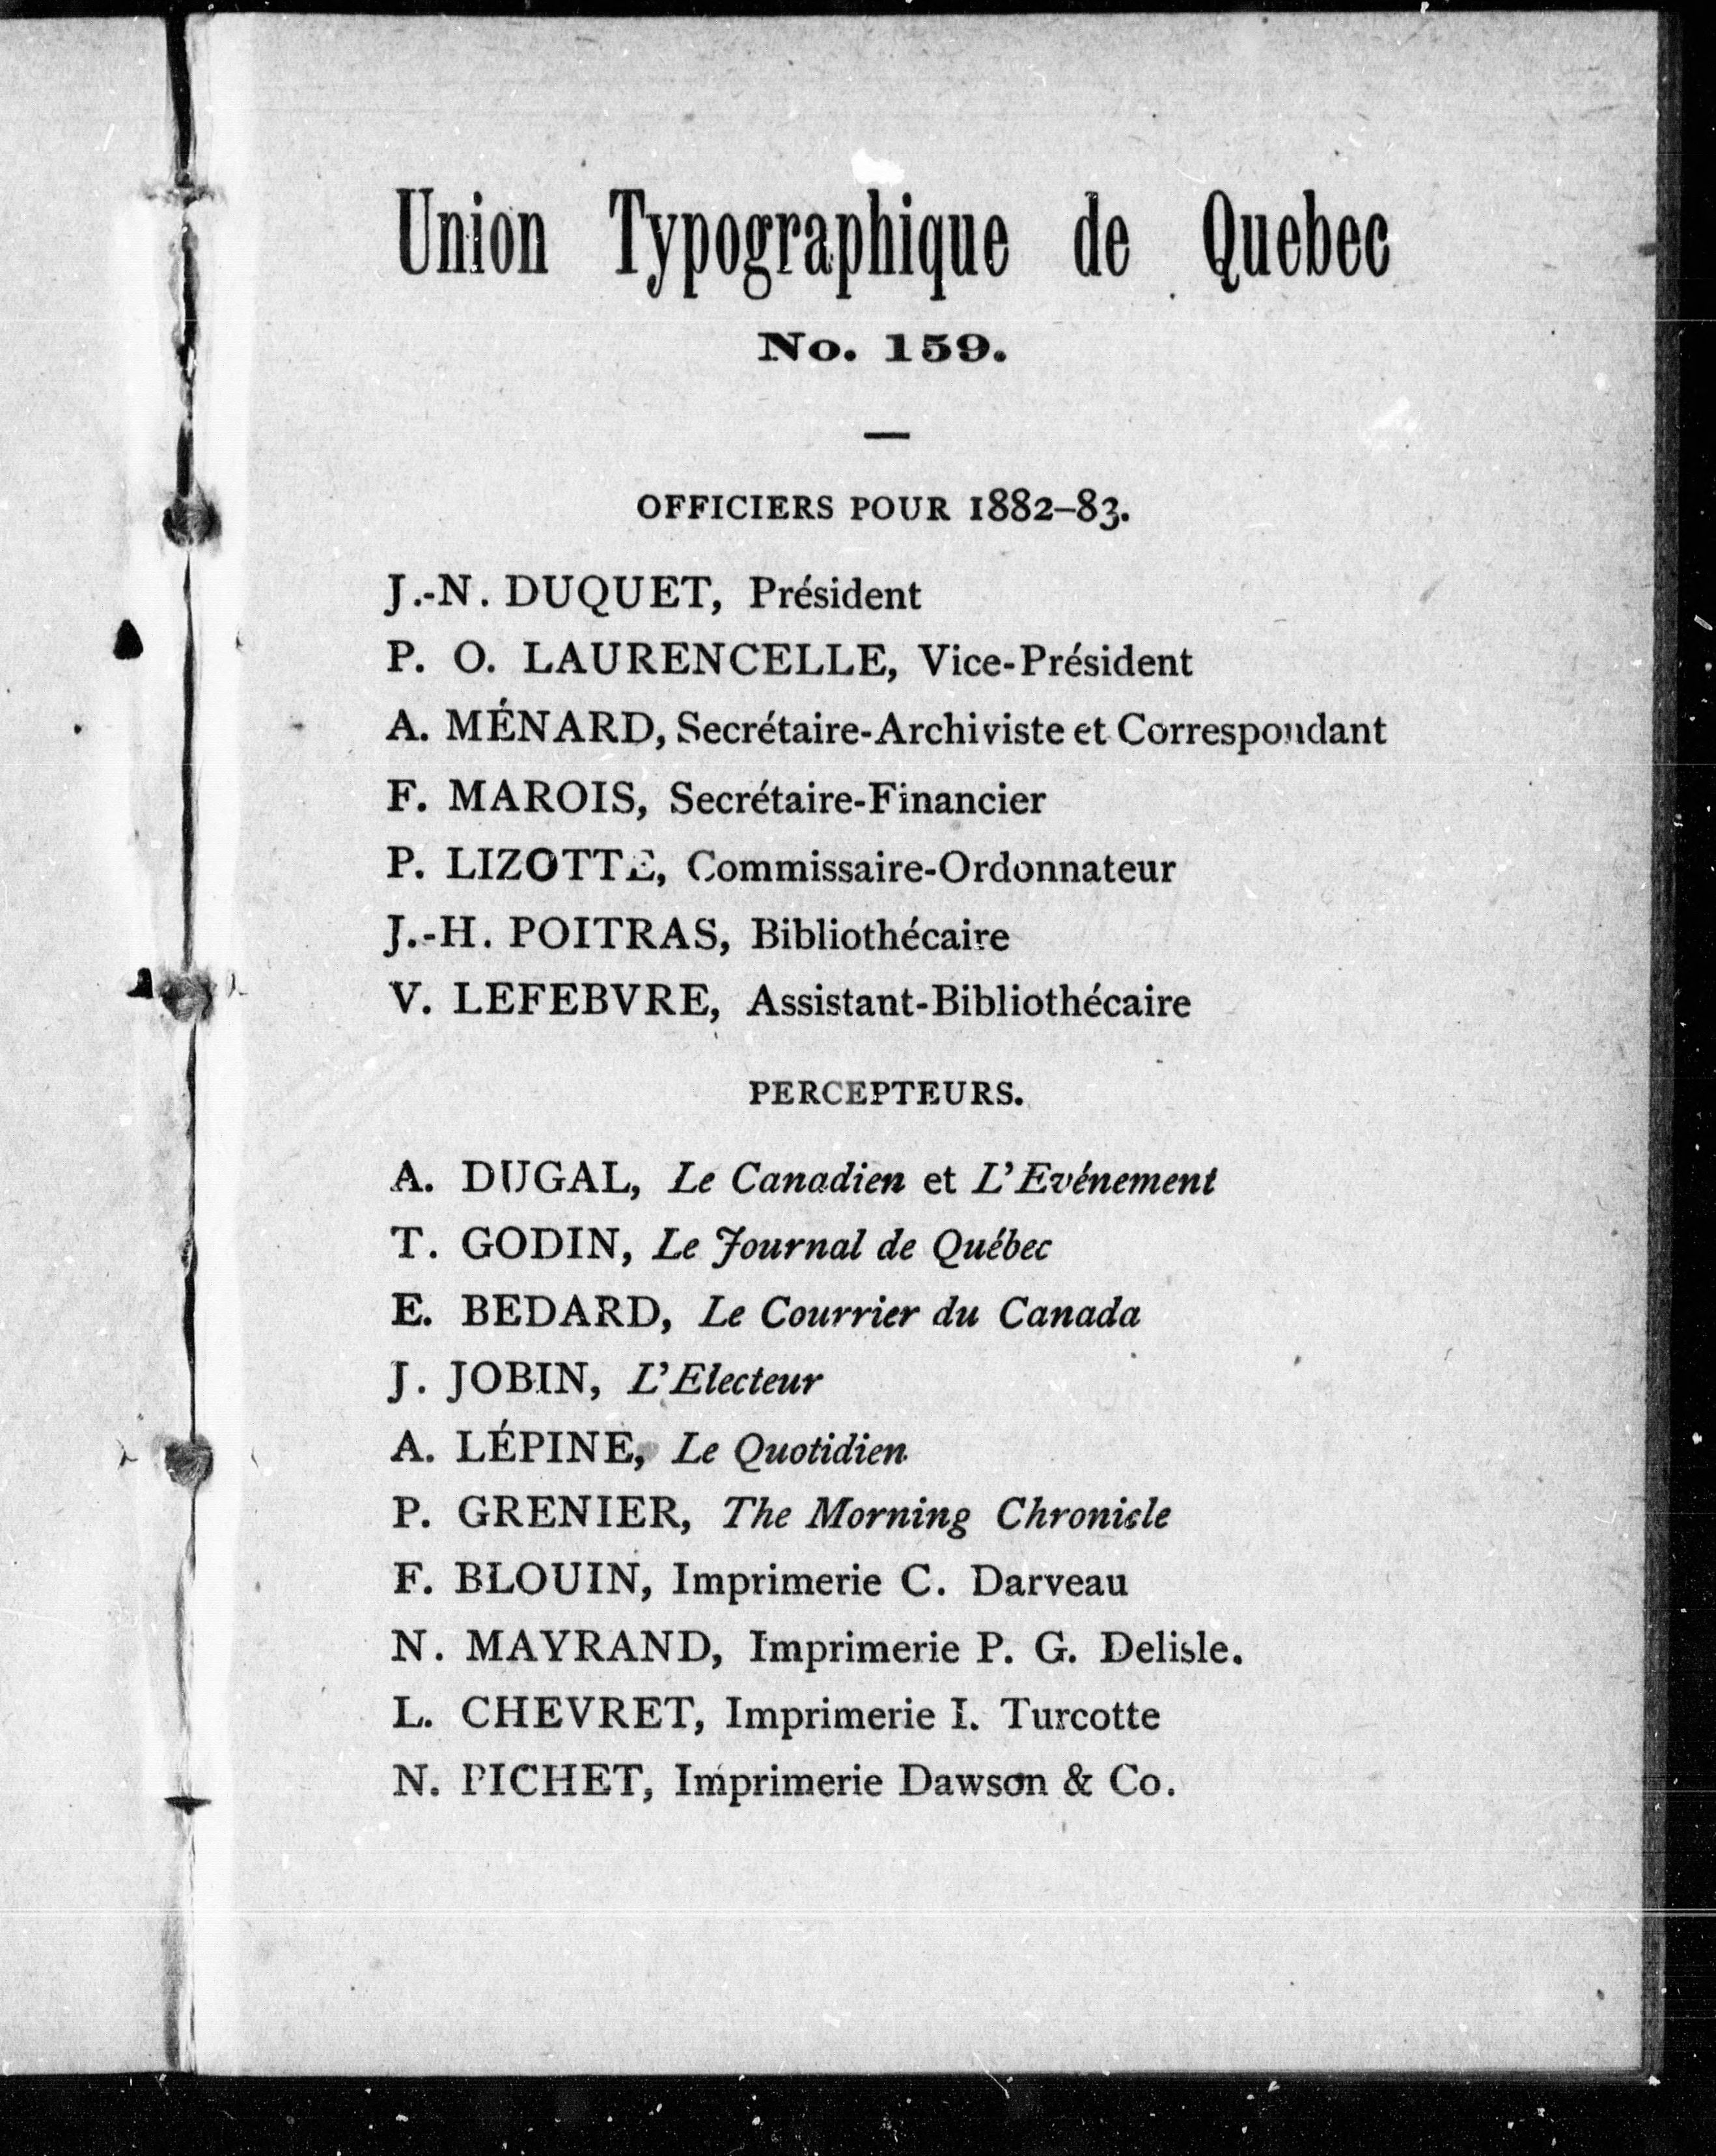 Union Typographique de Quebec
No. 159.
OFFICIERS POUR 1882-83.
J.-N. DUQUET, Président
P. O. LAURENCELLE, Vice-Président
A. MÉNARD, Secrétaire-Archiviste et Correspondant
F. MAROIS, Secrétaire-Financier
P. LIZOTTE, Commissaire-Ordonnateur
J.-H. POITRAS, Bibliothécaire
V. LEFEBVRE, Assistant-Bibliothécaire
PERCEPTEURS.
A. DUGAL, Le Canadien et L'Evénement
T. GODIN, Le Journal de Québec
E. BEDARD, Le Courrier du Canada
J. JOBIN, L'Electeur
A. LÉPINE, Le Quotidien
P. GRENIER, The Morning Chronicle
F. BLOUIN, Imprimerie C. Darveau
N. MAYRAND, Imprimerie P. G. Delisle.
L. CHEVRET, Imprimerie I. Turcotte
N. PICHET, Imprimerie Dawson & Co.